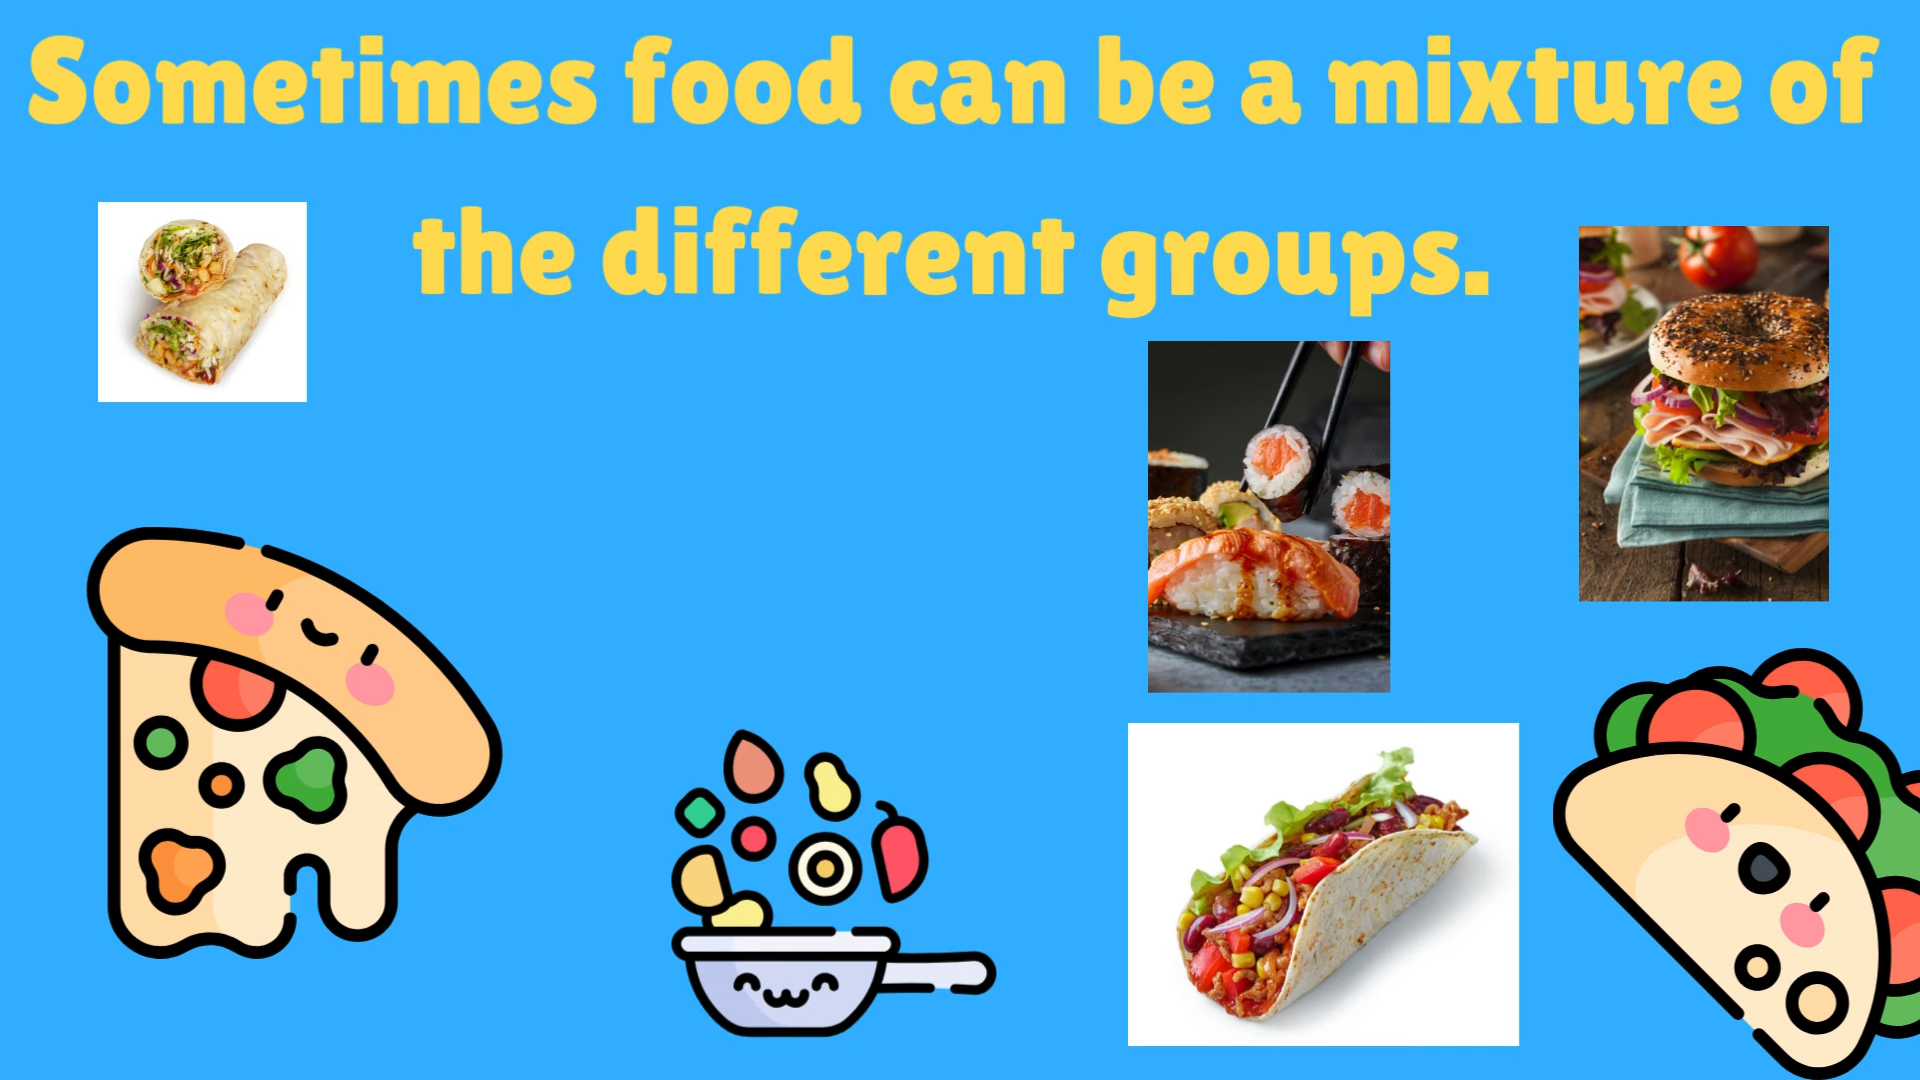 Sometimes food can be a mixture of
the different groups.